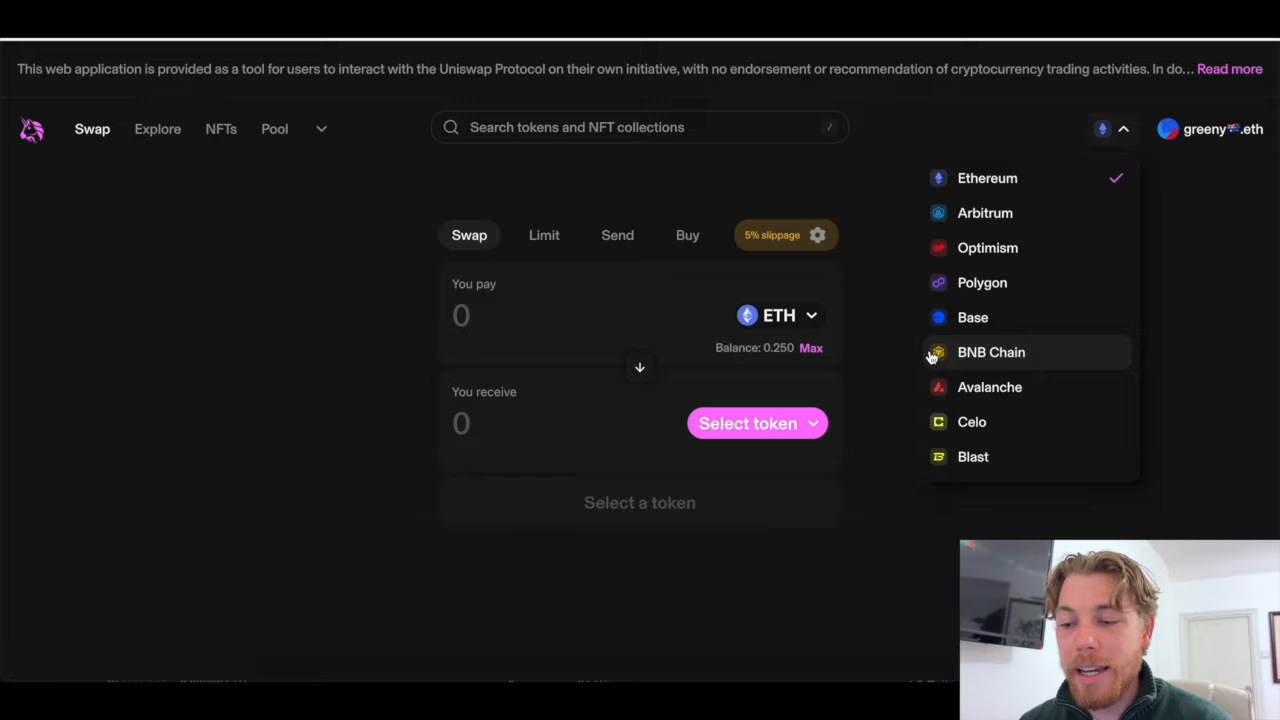 This web application is provided as a tool for users to interact with the Uniswap Protocol on their own initiative, with no endorsement or recommendation of cryptocurrency trading activities. In do... Read more
Swap Explore NFTs Pool
Search tokens and NFT collections /
greeny🇦🇺.eth
Ethereum
Arbitrum
Optimism
Polygon
Base
BNB Chain
Avalanche
Celo
Blast
Swap Limit Send Buy 5% slippage
You pay
0 ETH
Balance: 0.250 Max
You receive
0 Select token
Select a token